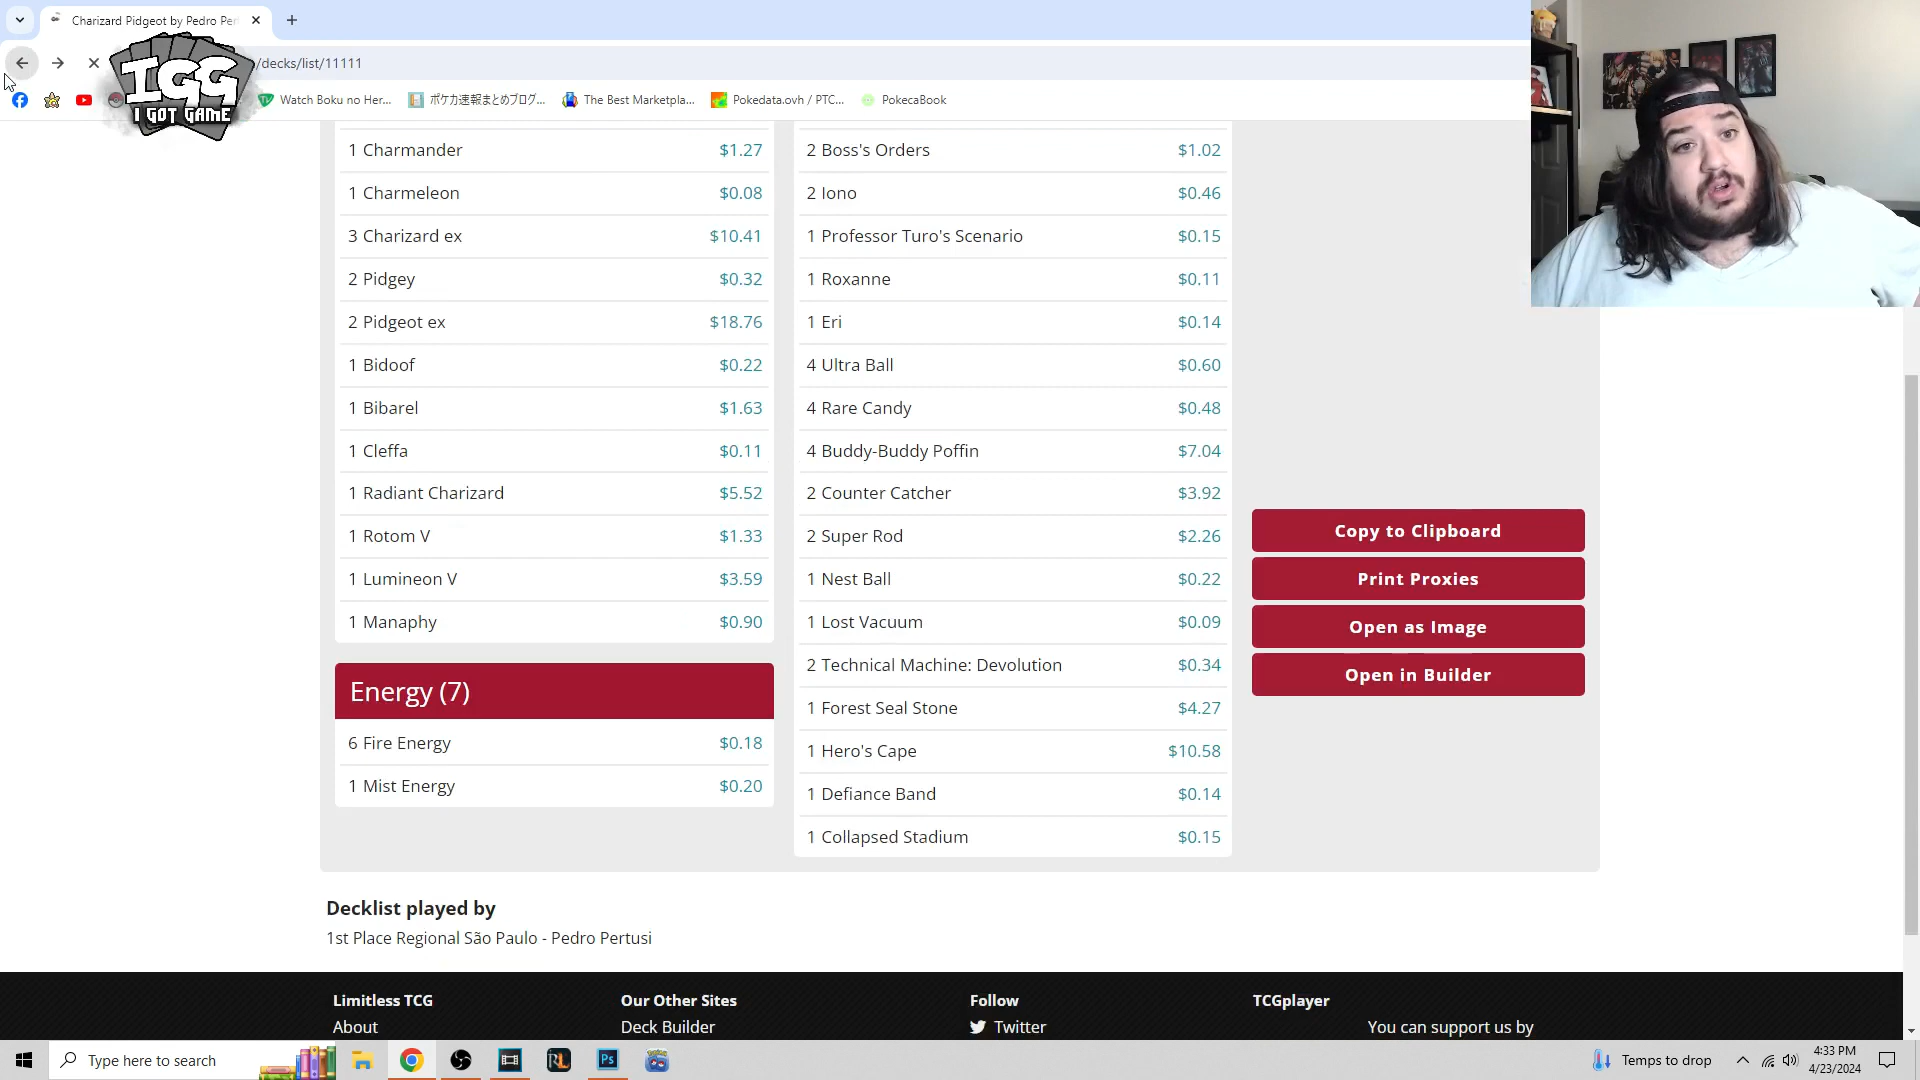 Charizard Pidgeot by Pedro Per
/decks/list/11111
IGG
I GOT GAME
Watch Boku no Her...
ポケカ速報まとめブログ...
The Best Marketpla...
Pokedata.ovh / PTC...
PokecaBook
1 Charmander $1.27
1 Charmeleon $0.08
3 Charizard ex $10.41
2 Pidgey $0.32
2 Pidgeot ex $18.76
1 Bidoof $0.22
1 Bibarel $1.63
1 Cleffa $0.11
1 Radiant Charizard $5.52
1 Rotom V $1.33
1 Lumineon V $3.59
1 Manaphy $0.90
Energy (7)
6 Fire Energy $0.18
1 Mist Energy $0.20
2 Boss's Orders $1.02
2 Iono $0.46
1 Professor Turo's Scenario $0.15
1 Roxanne $0.11
1 Eri $0.14
4 Ultra Ball $0.60
4 Rare Candy $0.48
4 Buddy-Buddy Poffin $7.04
2 Counter Catcher $3.92
2 Super Rod $2.26
1 Nest Ball $0.22
1 Lost Vacuum $0.09
2 Technical Machine: Devolution $0.34
1 Forest Seal Stone $4.27
1 Hero's Cape $10.58
1 Defiance Band $0.14
1 Collapsed Stadium $0.15
Copy to Clipboard
Print Proxies
Open as Image
Open in Builder
Decklist played by
1st Place Regional São Paulo - Pedro Pertusi
Limitless TCG
About
Our Other Sites
Deck Builder
Follow
Twitter
TCGplayer
You can support us by
Type here to search
RL
Ps
Temps to drop
4:33 PM
4/23/2024